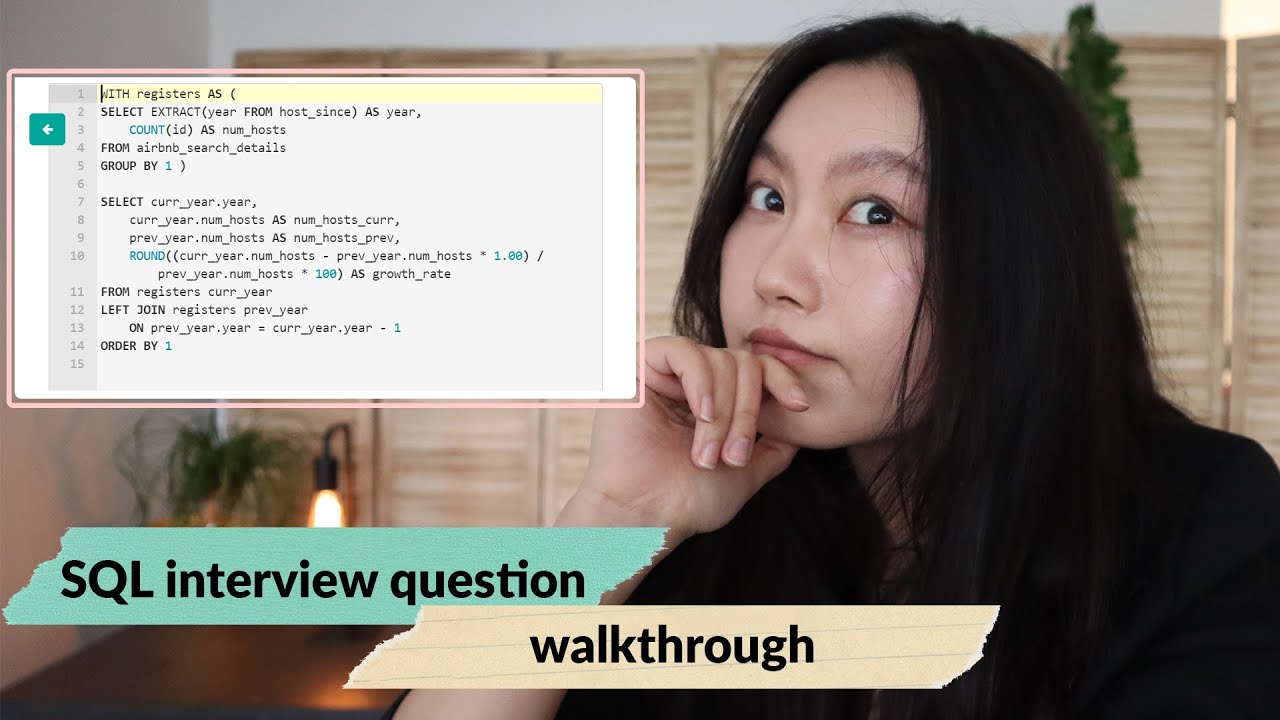 1 WITH registers AS (
2 SELECT EXTRACT(year FROM host_since) AS year,
3     COUNT(id) AS num_hosts
4 FROM airbnb_search_details
5 GROUP BY 1 )
6
7 SELECT curr_year.year,
8     curr_year.num_hosts AS num_hosts_curr,
9     prev_year.num_hosts AS num_hosts_prev,
10     ROUND((curr_year.num_hosts - prev_year.num_hosts * 1.00) /
        prev_year.num_hosts * 100) AS growth_rate
11 FROM registers curr_year
12 LEFT JOIN registers prev_year
13     ON prev_year.year = curr_year.year - 1
14 ORDER BY 1
15
SQL interview question
walkthrough